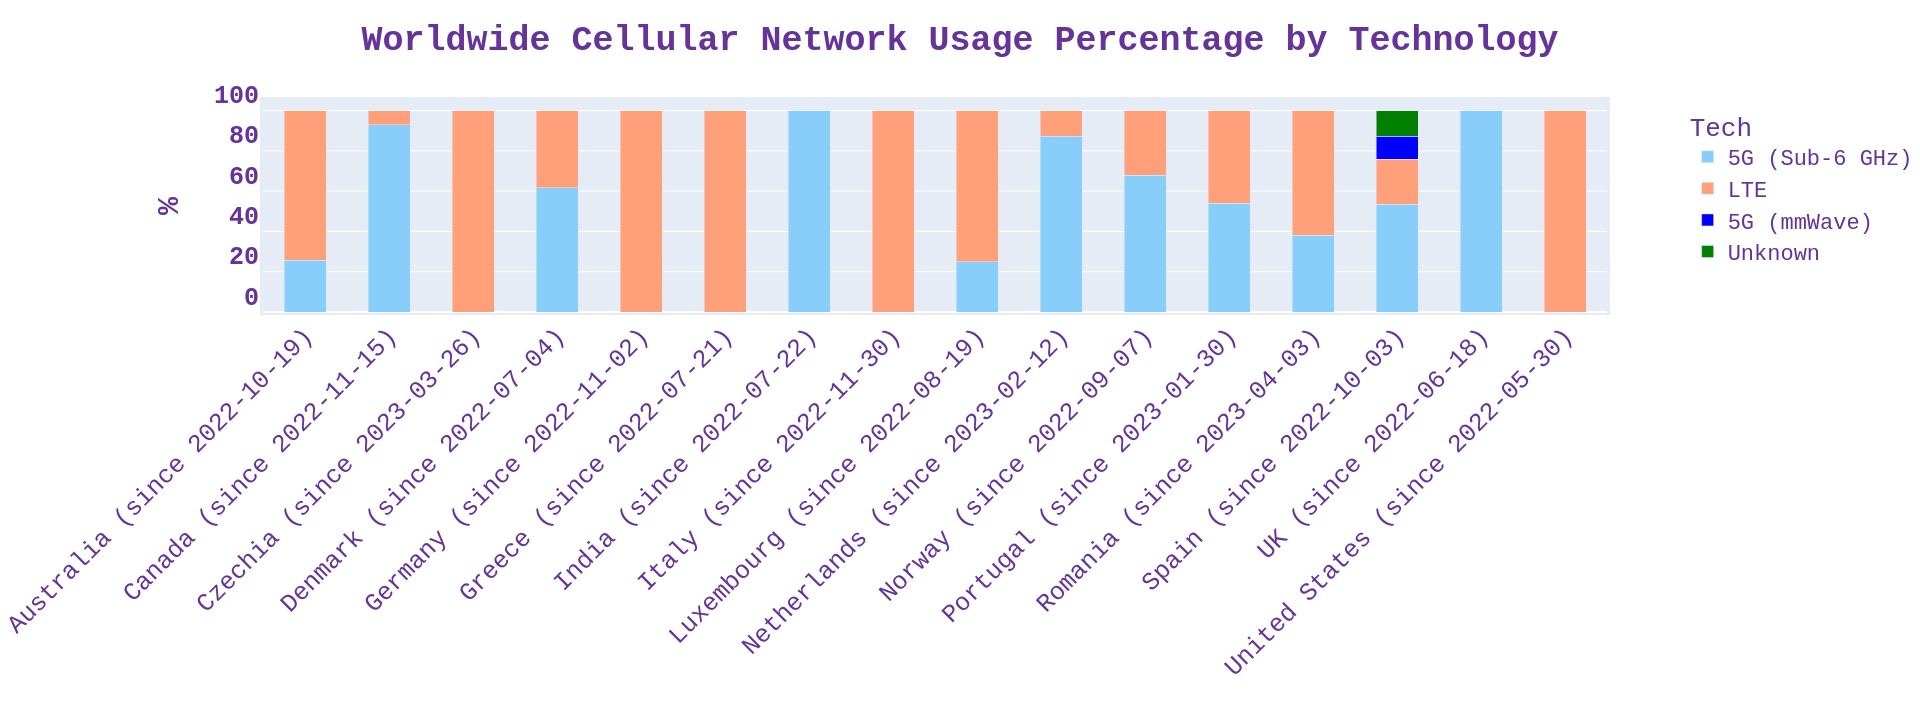 Worldwide Cellular Network Usage Percentage by Technology
%
100
80
60
40
20
0
Australia (since 2022-10-19)
Canada (since 2022-11-15)
Czechia (since 2023-03-26)
Denmark (since 2022-07-04)
Germany (since 2022-11-02)
Greece (since 2022-07-21)
India (since 2022-07-22)
Italy (since 2022-11-30)
Luxembourg (since 2022-08-19)
Netherlands (since 2023-02-12)
Norway (since 2022-09-07)
Portugal (since 2023-01-30)
Romania (since 2023-04-03)
Spain (since 2022-10-03)
UK (since 2022-06-18)
United States (since 2022-05-30)
Tech
5G (Sub-6 GHz)
LTE
5G (mmWave)
Unknown